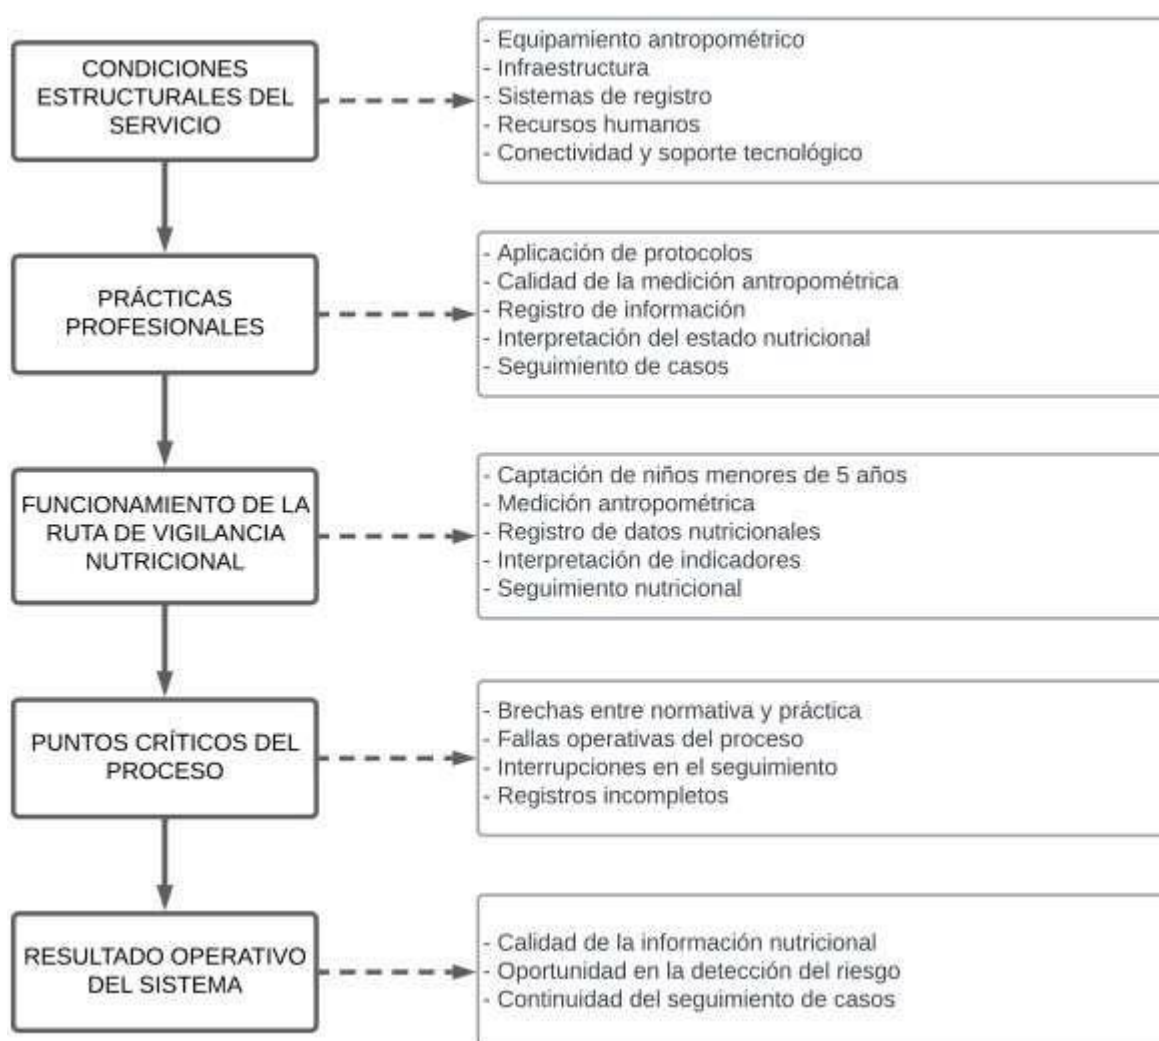 CONDICIONES
ESTRUCTURALES DEL
SERVICIO
- Equipamiento antropométrico
- Infraestructura
- Sistemas de registro
- Recursos humanos
- Conectividad y soporte tecnológico
PRÁCTICAS
PROFESIONALES
- Aplicación de protocolos
- Calidad de la medición antropométrica
- Registro de información
- Interpretación del estado nutricional
- Seguimiento de casos
FUNCIONAMIENTO DE LA
RUTA DE VIGILANCIA
NUTRICIONAL
- Captación de niños menores de 5 años
- Medición antropométrica
- Registro de datos nutricionales
- Interpretación de indicadores
- Seguimiento nutricional
PUNTOS CRÍTICOS DEL
PROCESO
- Brechas entre normativa y práctica
- Fallas operativas del proceso
- Interrupciones en el seguimiento
- Registros incompletos
RESULTADO OPERATIVO
DEL SISTEMA
- Calidad de la información nutricional
- Oportunidad en la detección del riesgo
- Continuidad del seguimiento de casos